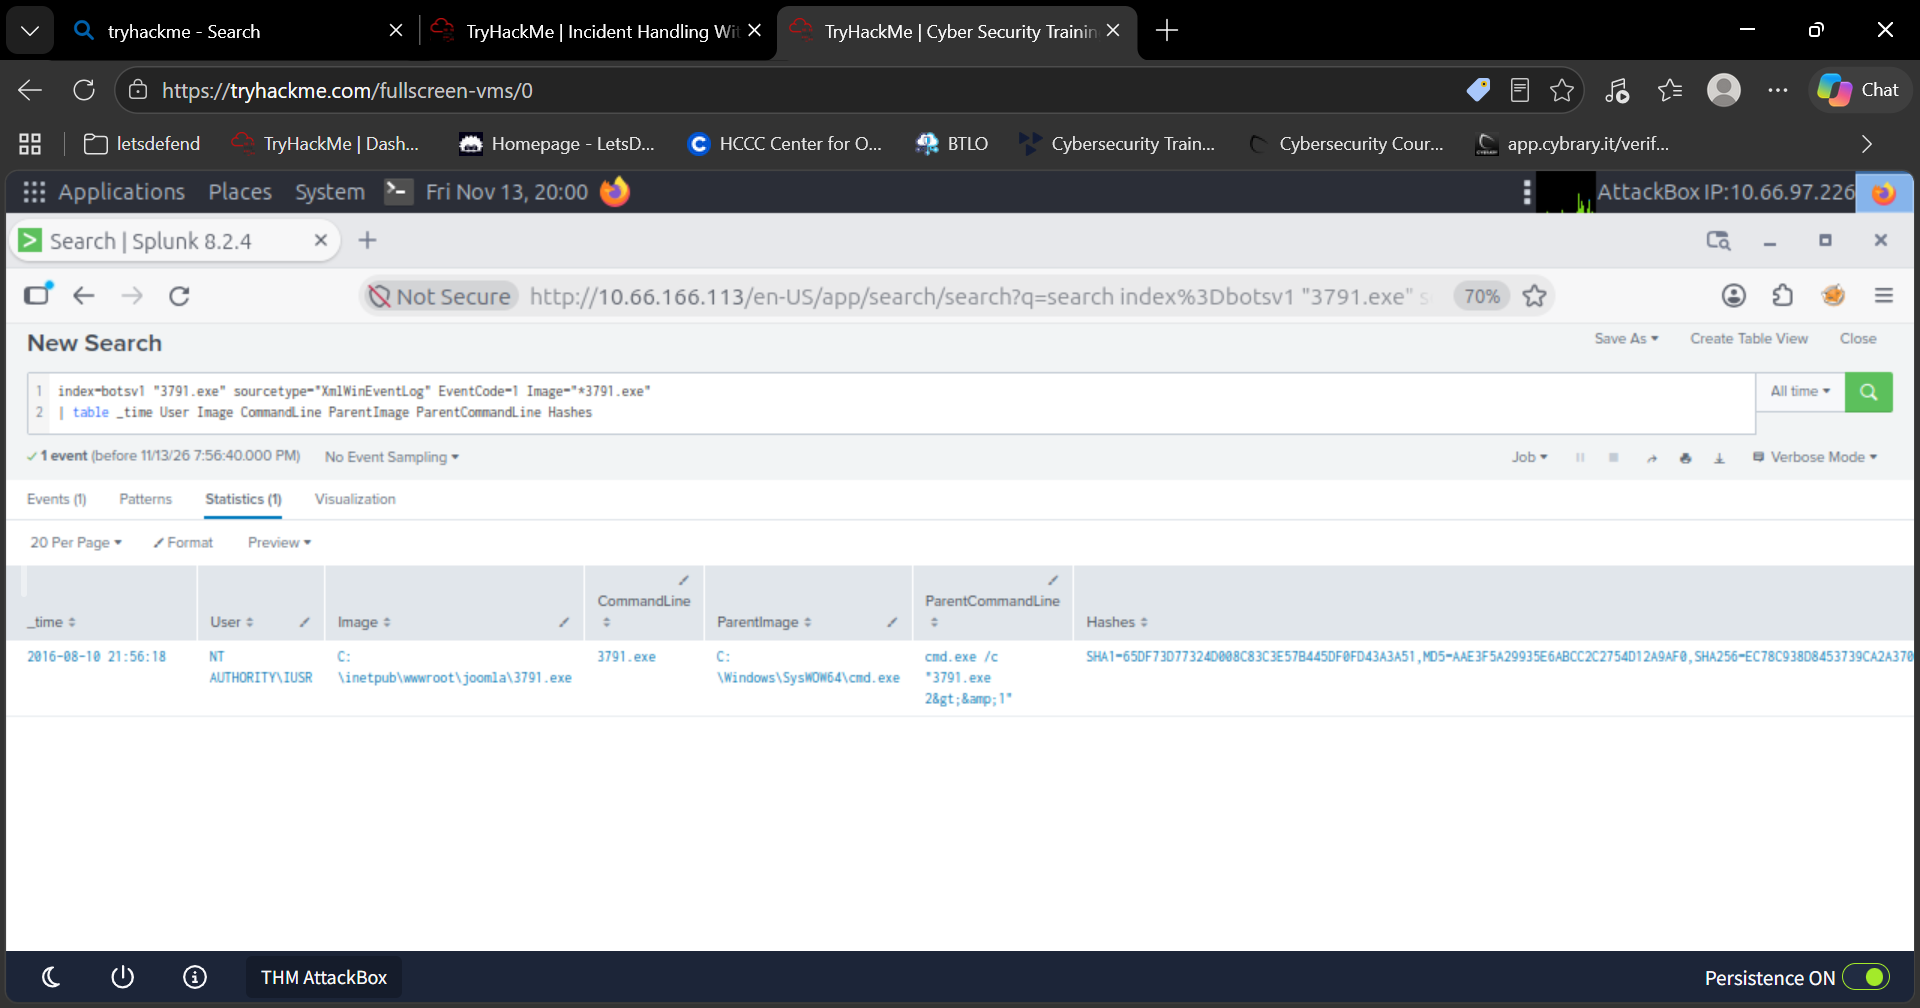 tryhackme - Search
TryHackMe | Incident Handling Wit
TryHackMe | Cyber Security Trainin
https://tryhackme.com/fullscreen-vms/0
Chat
letsdefend
TryHackMe | Dash...
Homepage - LetsD...
HCCC Center for O...
BTLO
Cybersecurity Train...
Cybersecurity Cour...
app.cybrary.it/verif...
Applications Places System Fri Nov 13, 20:00
AttackBox IP:10.66.97.226
Search | Splunk 8.2.4
Not Secure http://10.66.166.113/en-US/app/search/search?q=search index%3Dbotsv1 "3791.exe" s 70%
New Search
Save As Create Table View Close
1 index=botsv1 "3791.exe" sourcetype="XmlWinEventLog" EventCode=1 Image="*3791.exe"
2 | table _time User Image CommandLine ParentImage ParentCommandLine Hashes
All time
✓ 1 event (before 11/13/26 7:56:40.000 PM) No Event Sampling
Job Verbose Mode
Events (1) Patterns Statistics (1) Visualization
20 Per Page Format Preview
_time User Image CommandLine ParentImage ParentCommandLine Hashes
2016-08-10 21:56:18
NT
AUTHORITY\IUSR
C:
\inetpub\wwwroot\joomla\3791.exe
3791.exe
C:
\Windows\SysWOW64\cmd.exe
cmd.exe /c
"3791.exe
2&gt;&amp;1"
SHA1=65DF73D77324D008C83C3E57B445DF0FD43A3A51,MD5=AAE3F5A29935E6ABCC2C2754D12A9AF0,SHA256=EC78C938D8453739CA2A370
THM AttackBox
Persistence ON